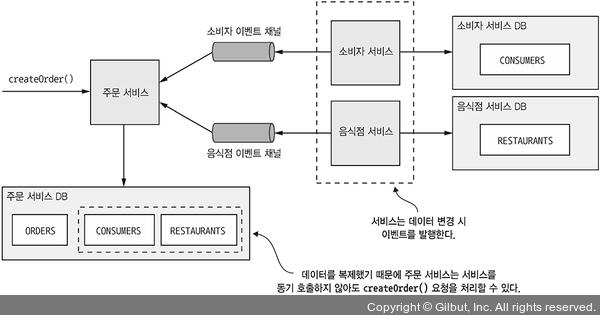 소비자 이벤트 채널
소비자 서비스
소비자 서비스 DB
CONSUMERS
createOrder()
주문 서비스
음식점 이벤트 채널
음식점 서비스
음식점 서비스 DB
RESTAURANTS
주문 서비스 DB
ORDERS
CONSUMERS
RESTAURANTS
서비스는 데이터 변경 시
이벤트를 발행한다.
데이터를 복제했기 때문에 주문 서비스는 서비스를
동기 호출하지 않아도 createOrder() 요청을 처리할 수 있다.
Copyright © Gilbut, Inc. All rights reserved.